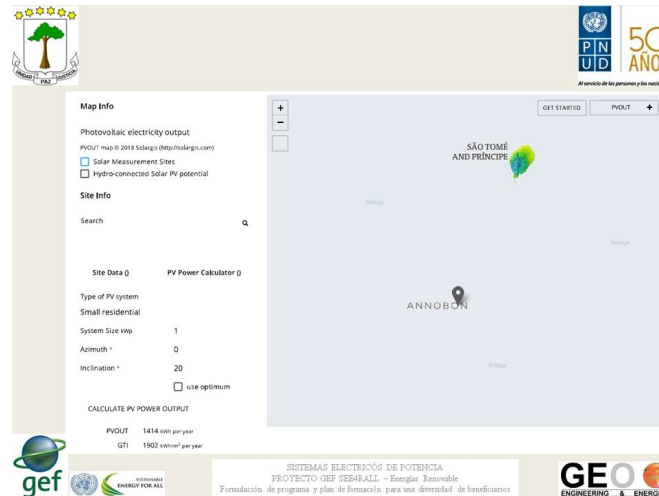 UNIDAD PAZ JUSTICIA
P N
U D
50
AÑO
Al servicio de las personas y las nacio
Map Info
Photovoltaic electricity output
PVOUT map © 2018 Solargis (http://solargis.com)
Solar Measurement Sites
Hydro-connected Solar PV potential
Site Info
Search
Site Data () PV Power Calculator ()
Type of PV system
Small residential
System Size kWp 1
Azimuth ° 0
Inclination ° 20
use optimum
CALCULATE PV POWER OUTPUT
PVOUT 1414 kWh per year
GTI 1902 kWh/m² per year
+
−
GET STARTED PVOUT +
SÃO TOMÉ
AND PRÍNCIPE
Solargis
Solargis
ANNOBON
Solargis
gef
SUSTAINABLE
ENERGY FOR ALL
SISTEMAS ELECTRICÓS DE POTENCIA
PROYECTO GEF SEE4RALL – Energías Renovable
Formulación de programa y plan de formación para una diversidad de beneficiarios
GEO
ENGINEERING & ENERG